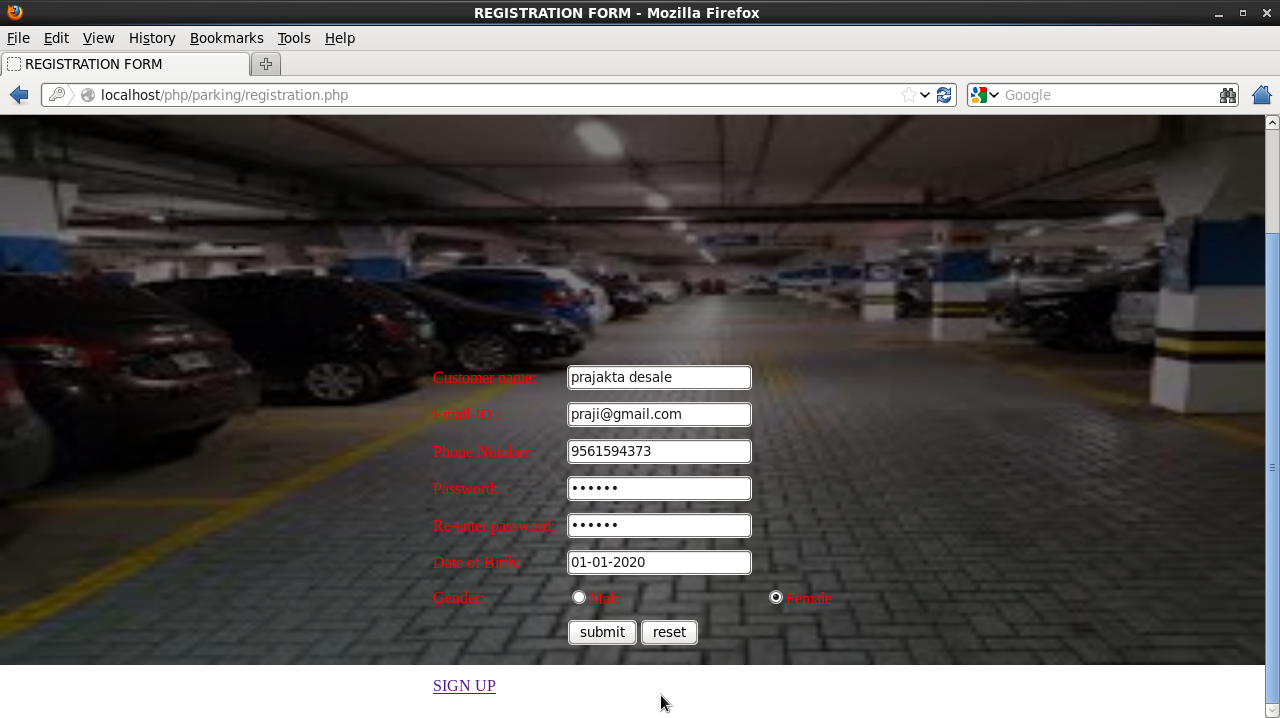 REGISTRATION FORM - Mozilla Firefox
File Edit View History Bookmarks Tools Help
REGISTRATION FORM
localhost/php/parking/registration.php Google
Customer name: prajakta desale
Email-ID : praji@gmail.com
Phone Number: 9561594373
Password: ••••••
Re-enter password: ••••••
Date of Birth: 01-01-2020
Gender: Male Female
submit reset
SIGN UP